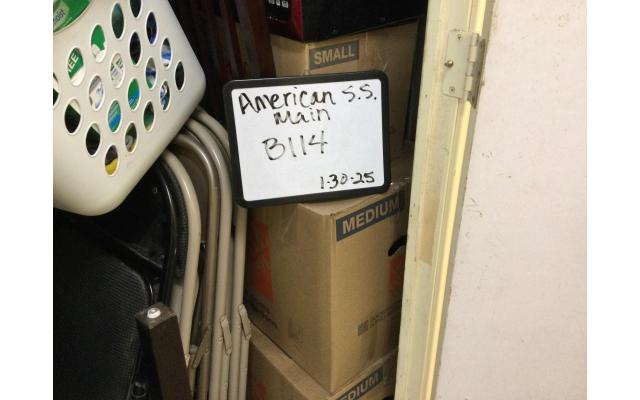 SMALL
American S.S.
Main
B114
1-30-25
MEDIUM
MEDIUM